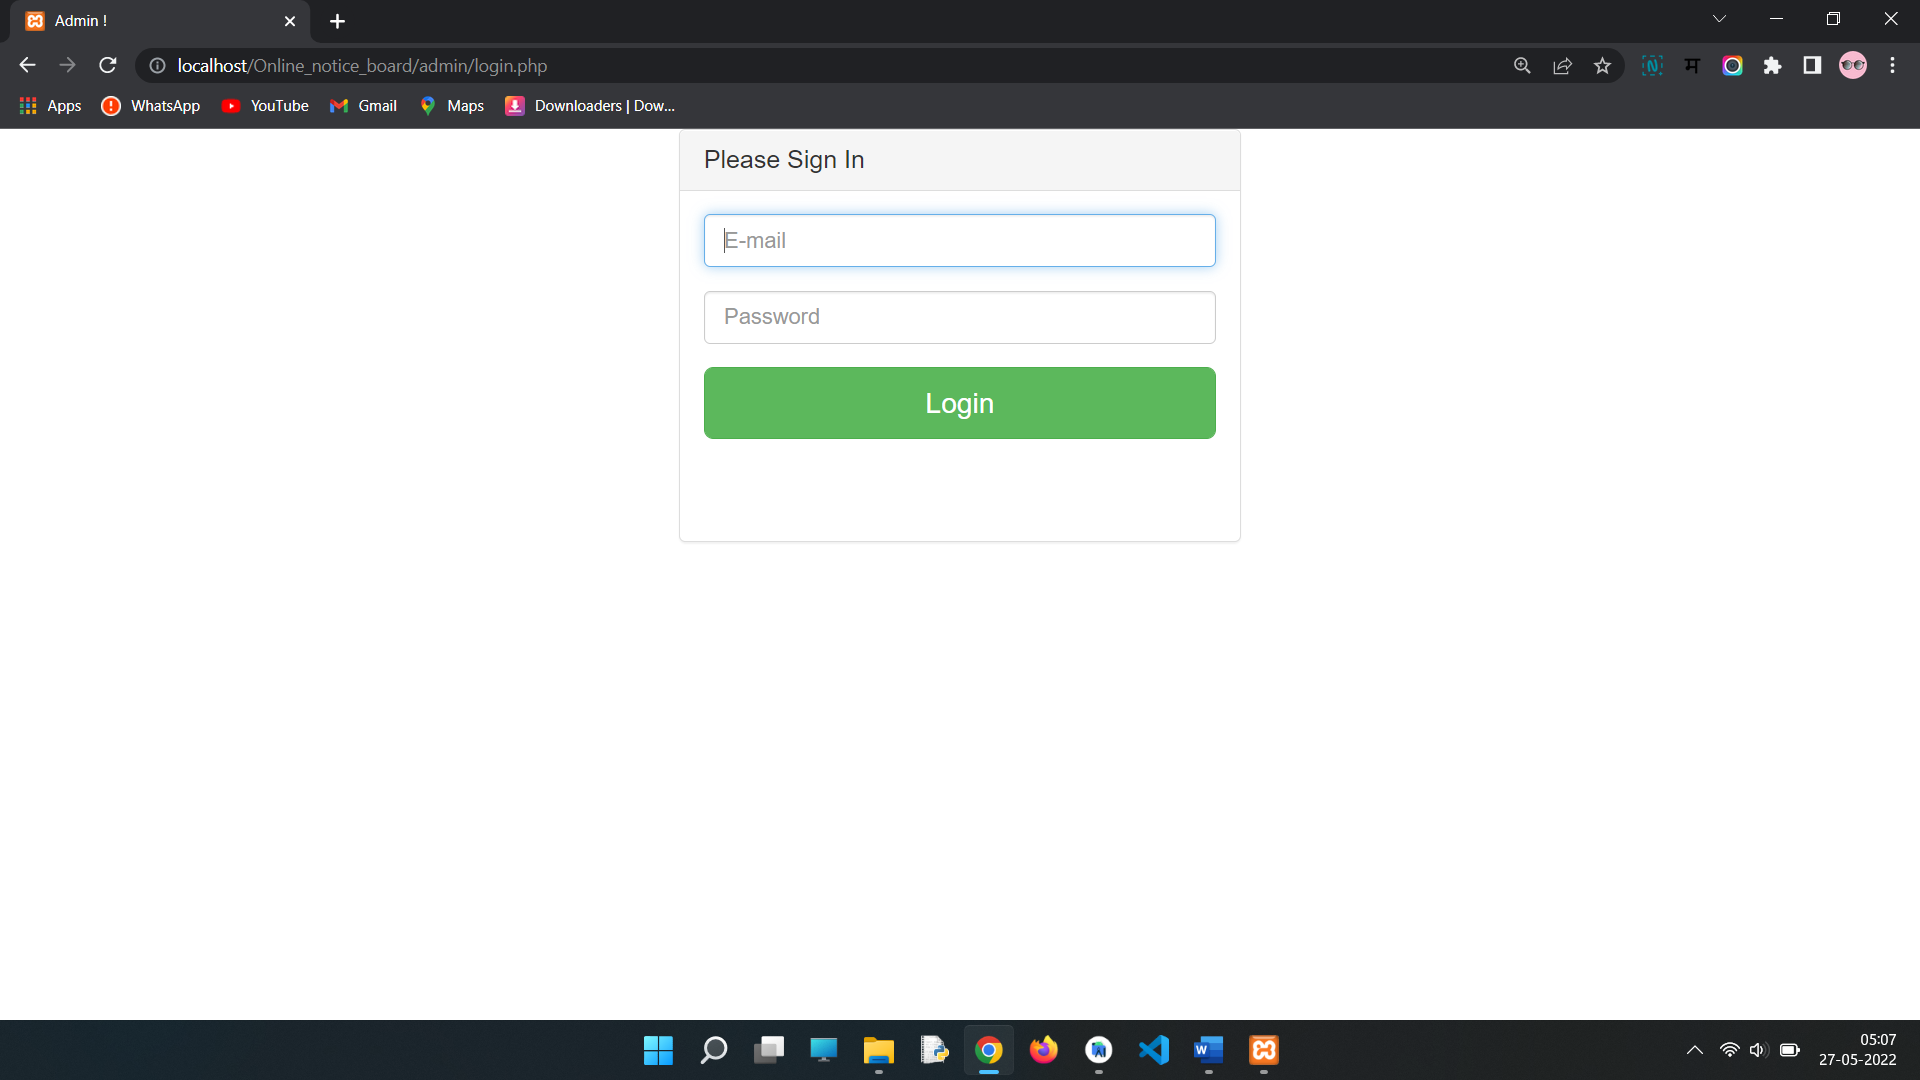 Admin !
localhost/Online_notice_board/admin/login.php
म
Apps
WhatsApp
YouTube
Gmail
Maps
Downloaders | Dow...
Please Sign In
E-mail
Password
Login
W
05:07
27-05-2022